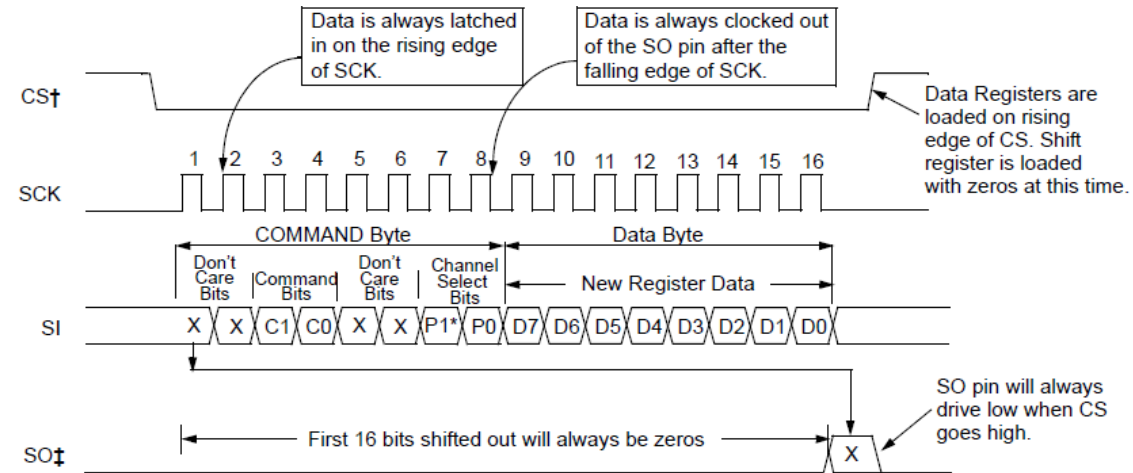 Data is always latched
in on the rising edge
of SCK.
Data is always clocked out
of the SO pin after the
falling edge of SCK.
CS†
Data Registers are
loaded on rising
edge of CS. Shift
register is loaded
with zeros at this time.
1 2 3 4 5 6 7 8 9 10 11 12 13 14 15 16
SCK
COMMAND Byte
Data Byte
Don't
Care
Bits
Command
Bits
Don't
Care
Bits
Channel
Select
Bits
New Register Data
SI
X X C1 C0 X X P1* P0 D7 D6 D5 D4 D3 D2 D1 D0
SO pin will always
drive low when CS
goes high.
First 16 bits shifted out will always be zeros
SO‡
X